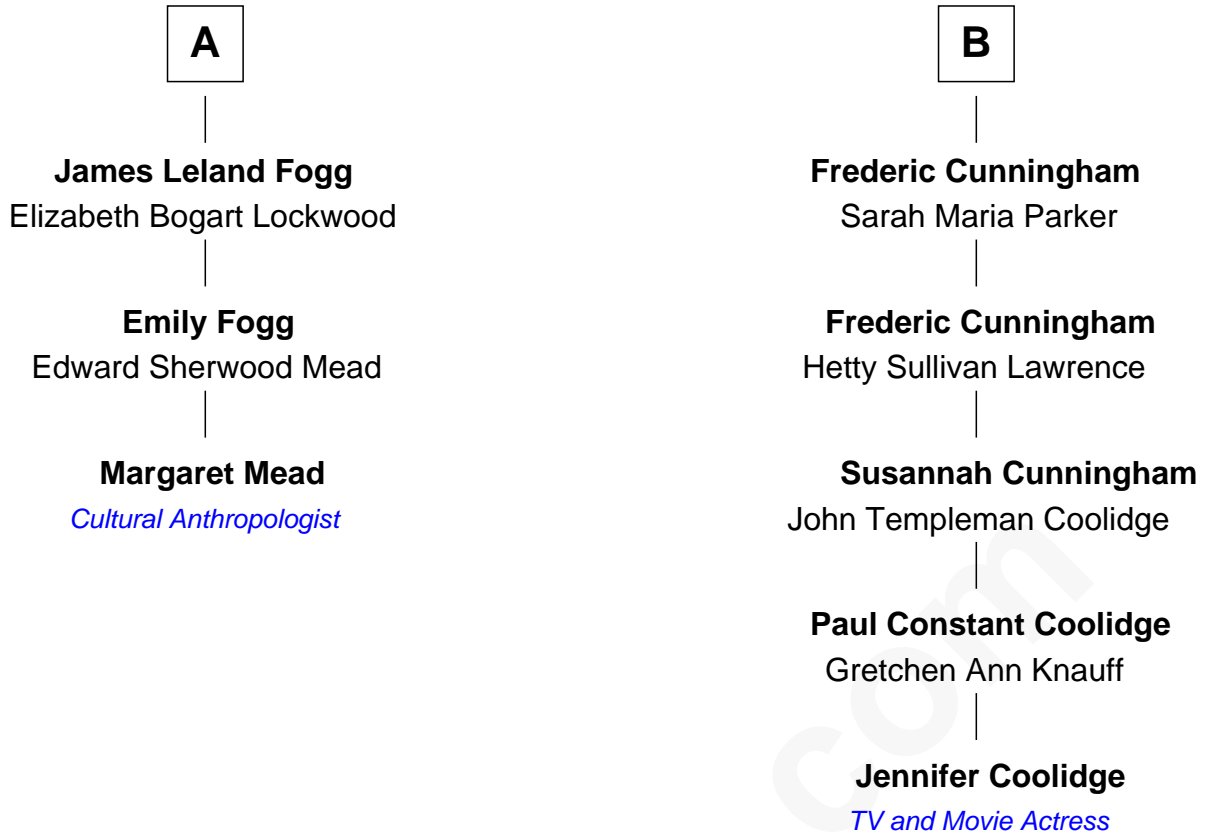 A
James Leland Fogg
Elizabeth Bogart Lockwood
Emily Fogg
Edward Sherwood Mead
Margaret Mead
Cultural Anthropologist
B
Frederic Cunningham
Sarah Maria Parker
Frederic Cunningham
Hetty Sullivan Lawrence
Susannah Cunningham
John Templeman Coolidge
Paul Constant Coolidge
Gretchen Ann Knauff
Jennifer Coolidge
TV and Movie Actress
com